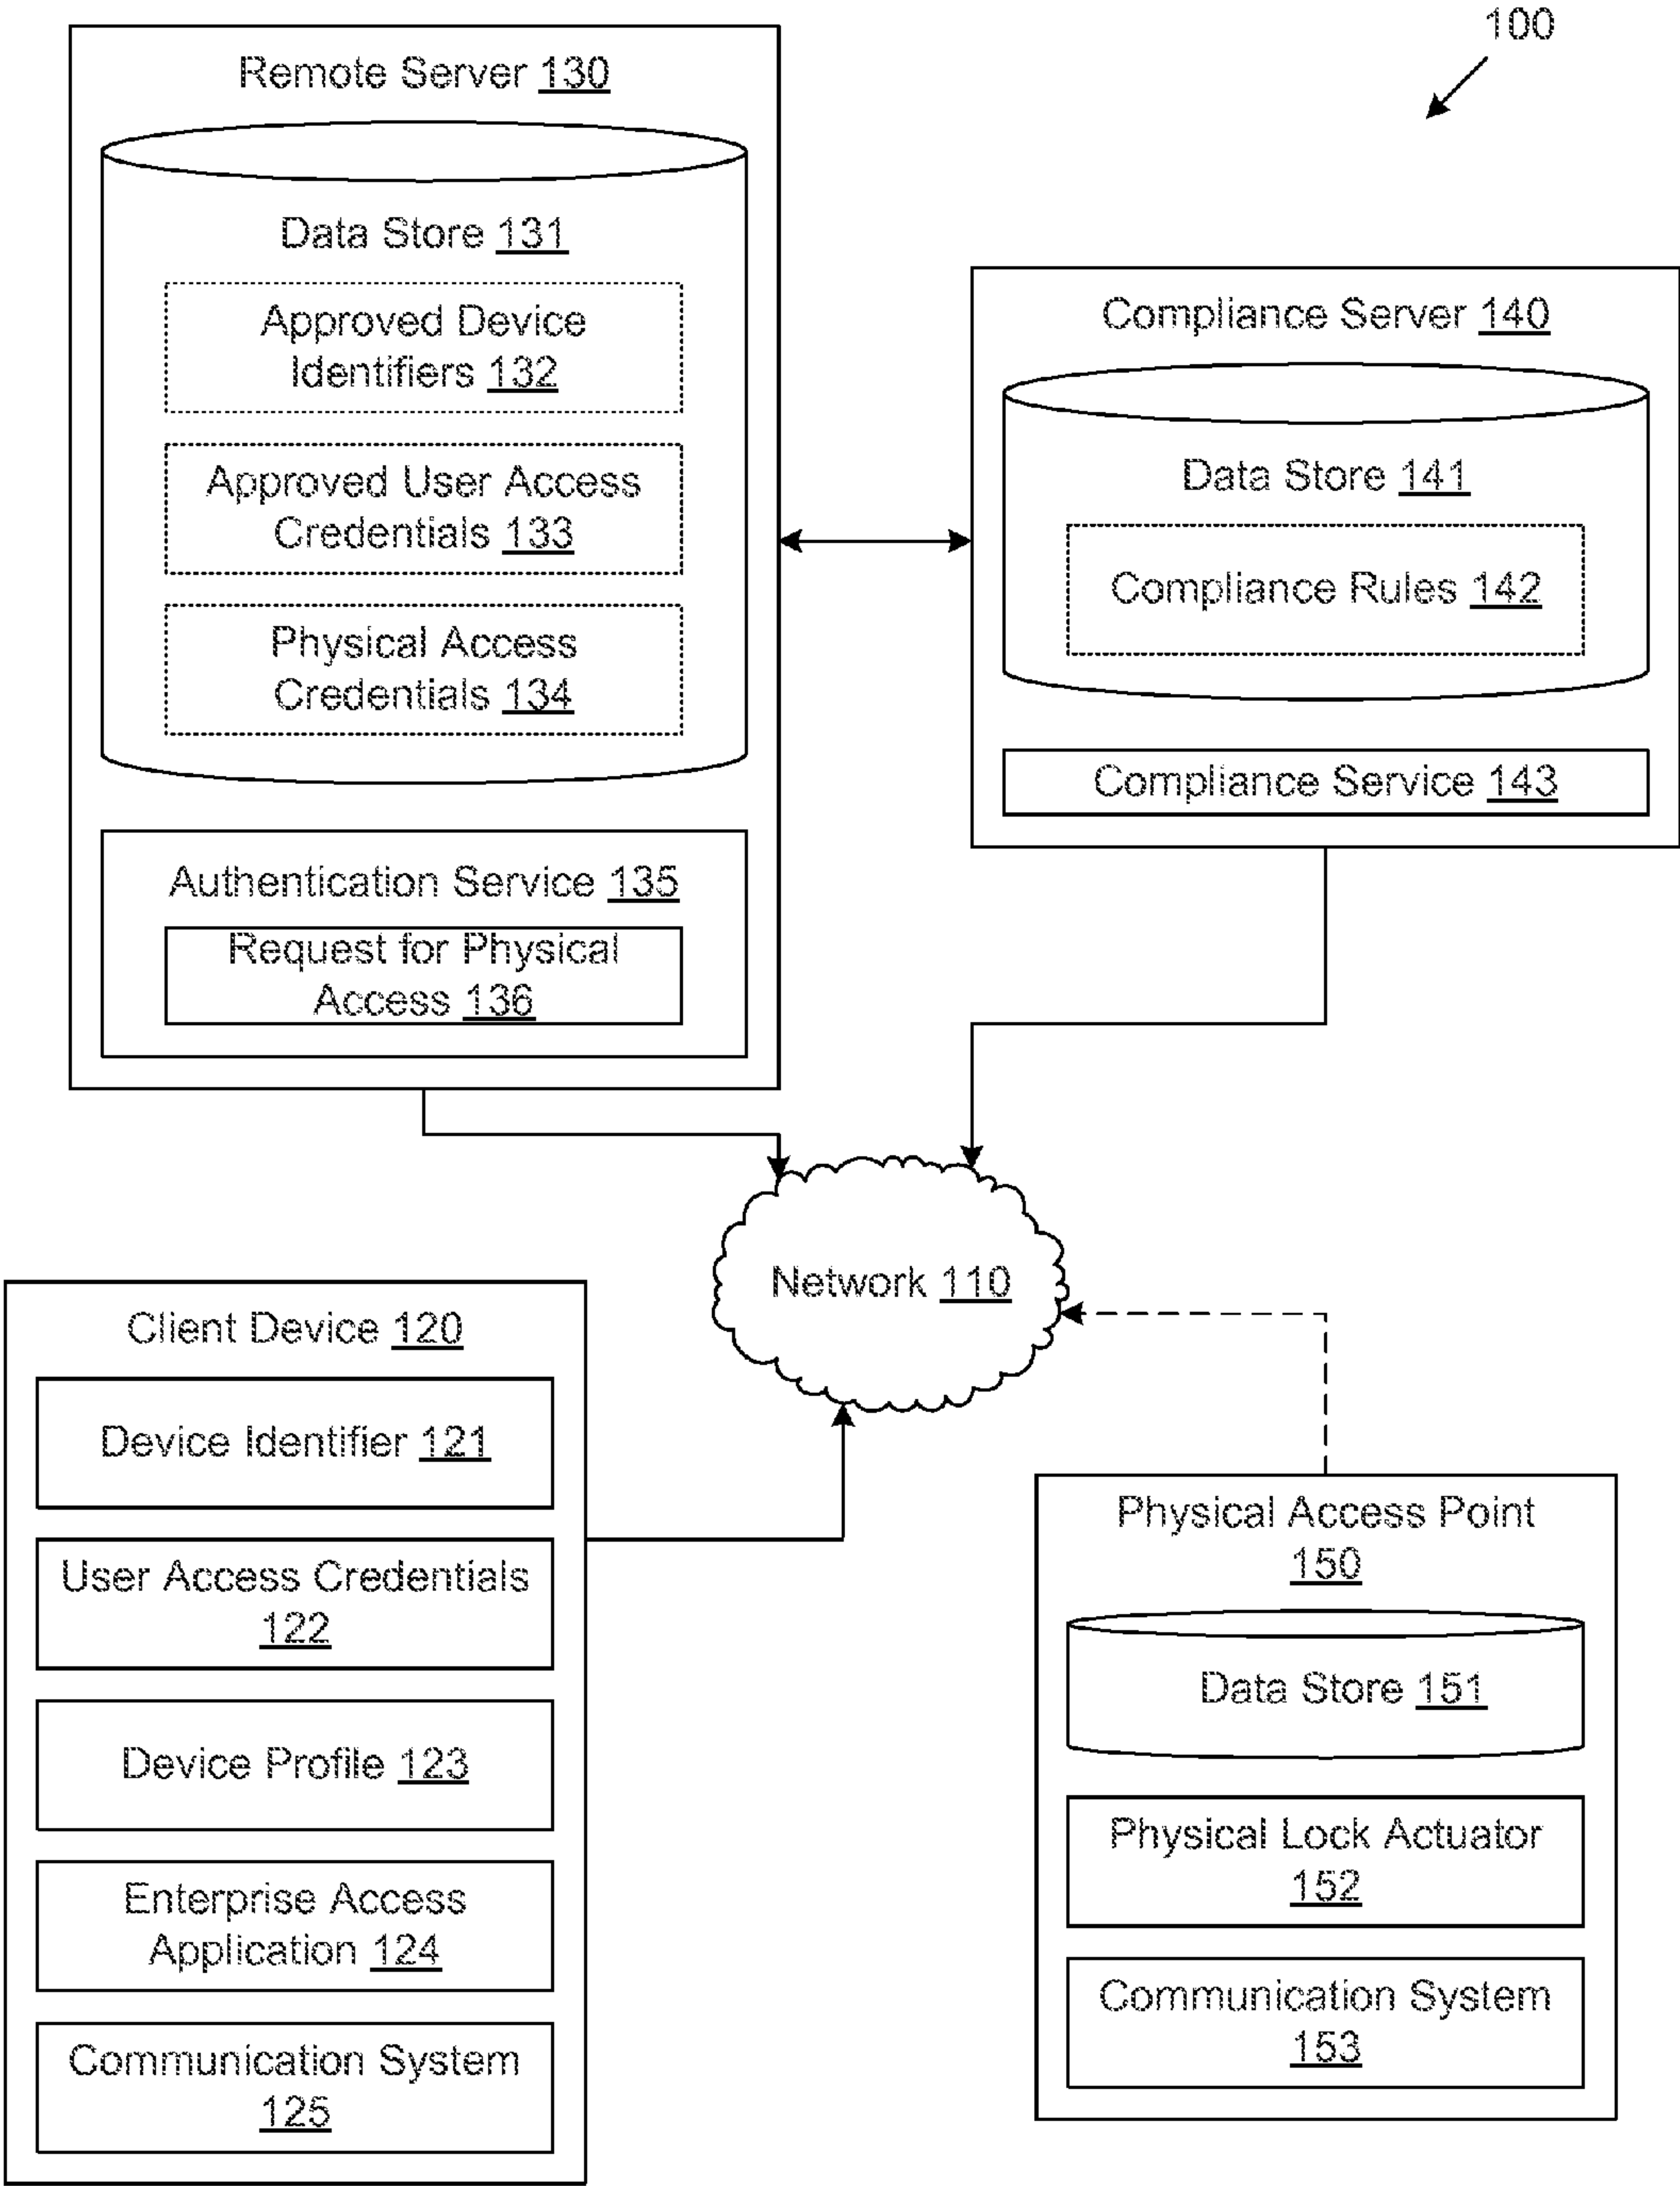 100
Remote Server 130
Data Store 131
Approved Device
Identifiers 132
Approved User Access
Credentials 133
Physical Access
Credentials 134
Authentication Service 135
Request for Physical
Access 136
Compliance Server 140
Data Store 141
Compliance Rules 142
Compliance Service 143
Network 110
Client Device 120
Device Identifier 121
User Access Credentials
122
Device Profile 123
Enterprise Access
Application 124
Communication System
125
Physical Access Point
150
Data Store 151
Physical Lock Actuator
152
Communication System
153